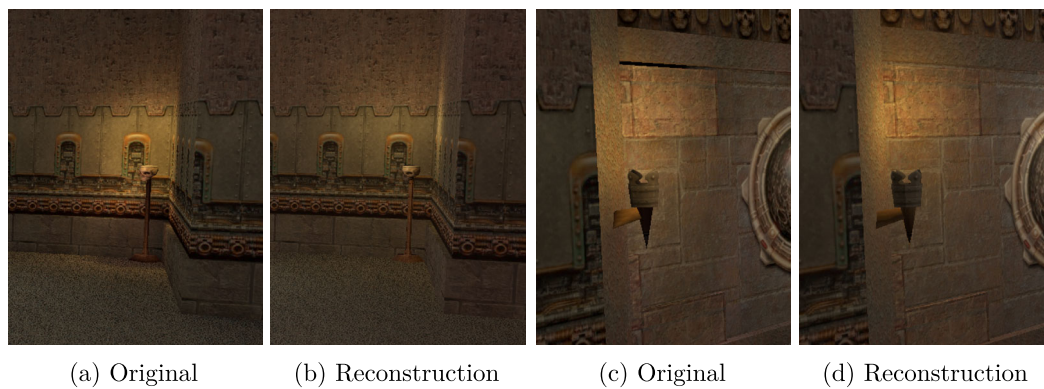 (a) Original
(b) Reconstruction
(c) Original
(d) Reconstruction